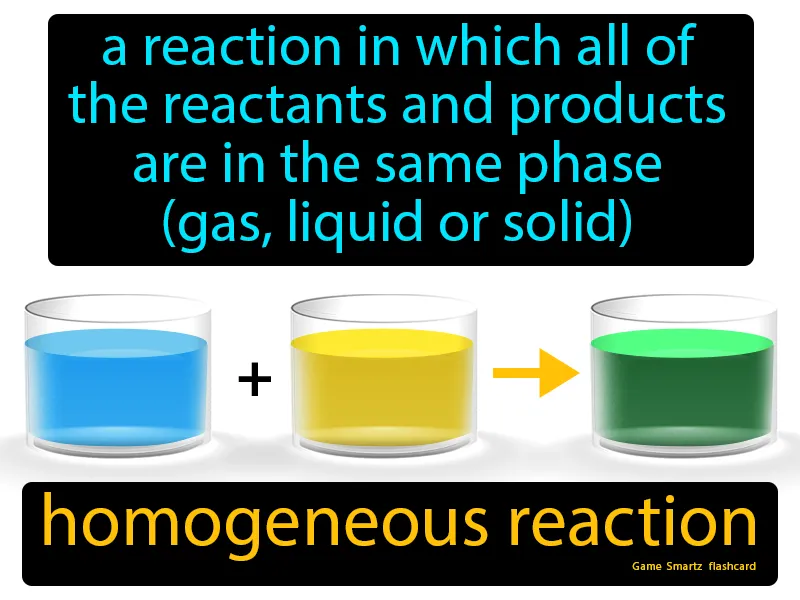 a reaction in which all of
the reactants and products
are in the same phase
(gas, liquid or solid)
+
homogeneous reaction
Game Smartz flashcard